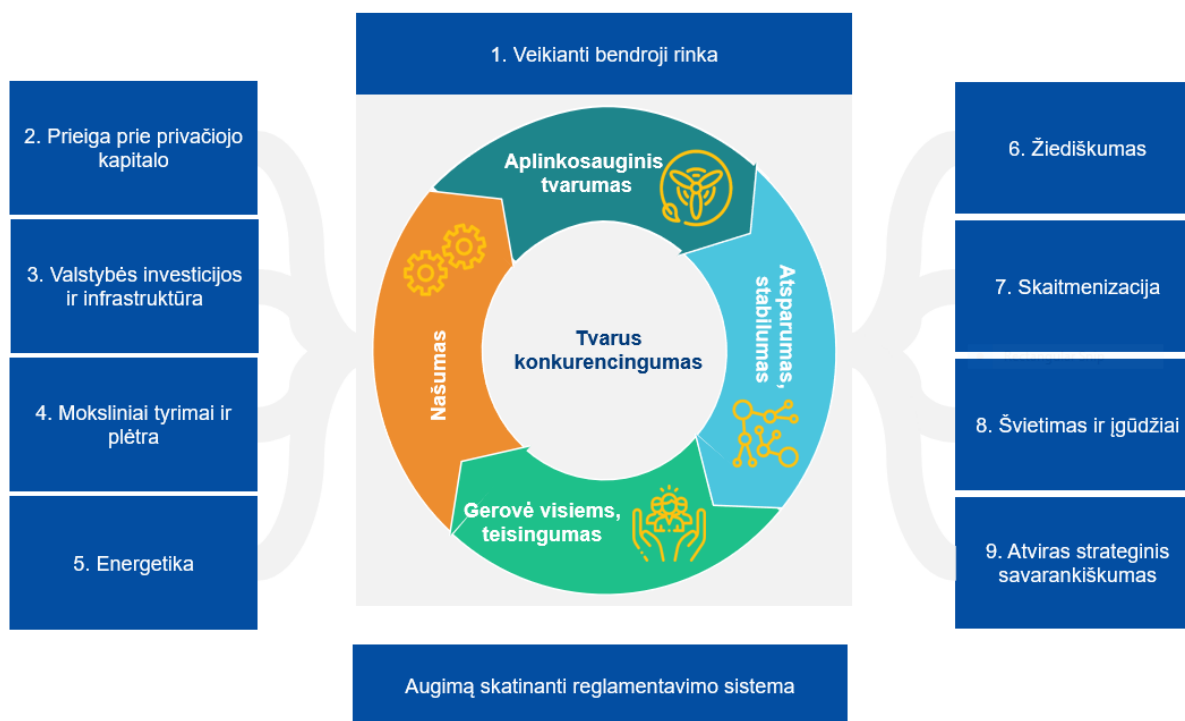 1. Veikianti bendroji rinka
2. Prieiga prie privačiojo
kapitalo
3. Valstybės investicijos
ir infrastruktūra
4. Moksliniai tyrimai ir
plėtra
5. Energetika
Aplinkosauginis
tvarumas
Atsparumas,
stabilumas
Gerovė visiems,
teisingumas
Našumas
Tvarus
konkurencingumas
6. Žiediškumas
7. Skaitmenizacija
8. Švietimas ir įgūdžiai
9. Atviras strateginis
savarankiškumas
Augimą skatinanti reglamentavimo sistema